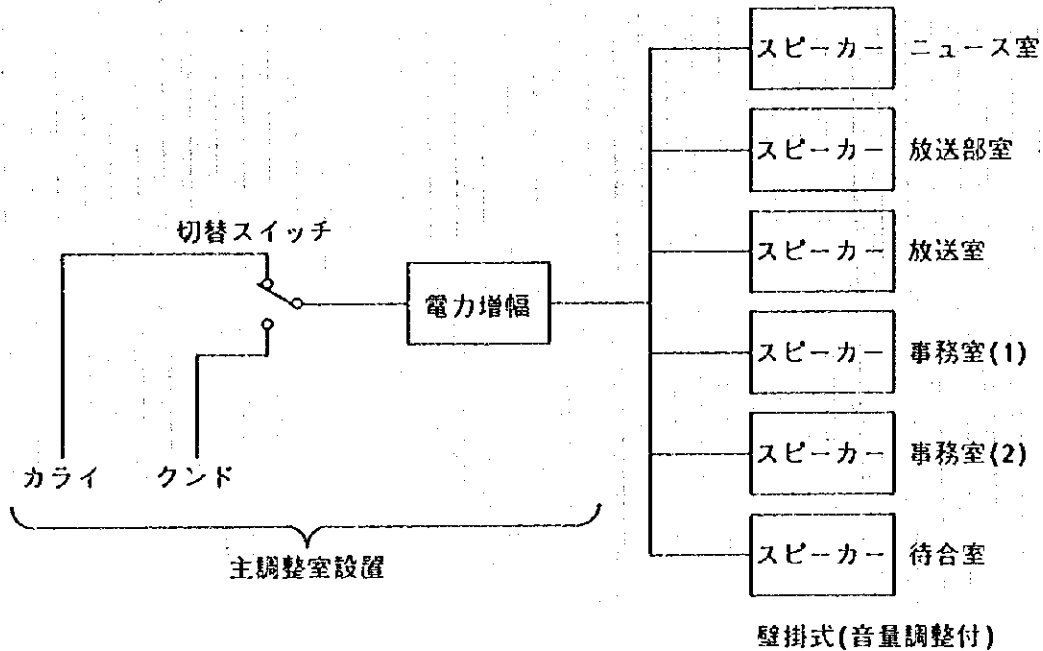 スピーカー ニュース室
スピーカー 放送部室
切替スイッチ
スピーカー 放送室
電力増幅
スピーカー 事務室(1)
スピーカー 事務室(2)
カライ クンド
スピーカー 待合室
主調整室設置
壁掛式(音量調整付)